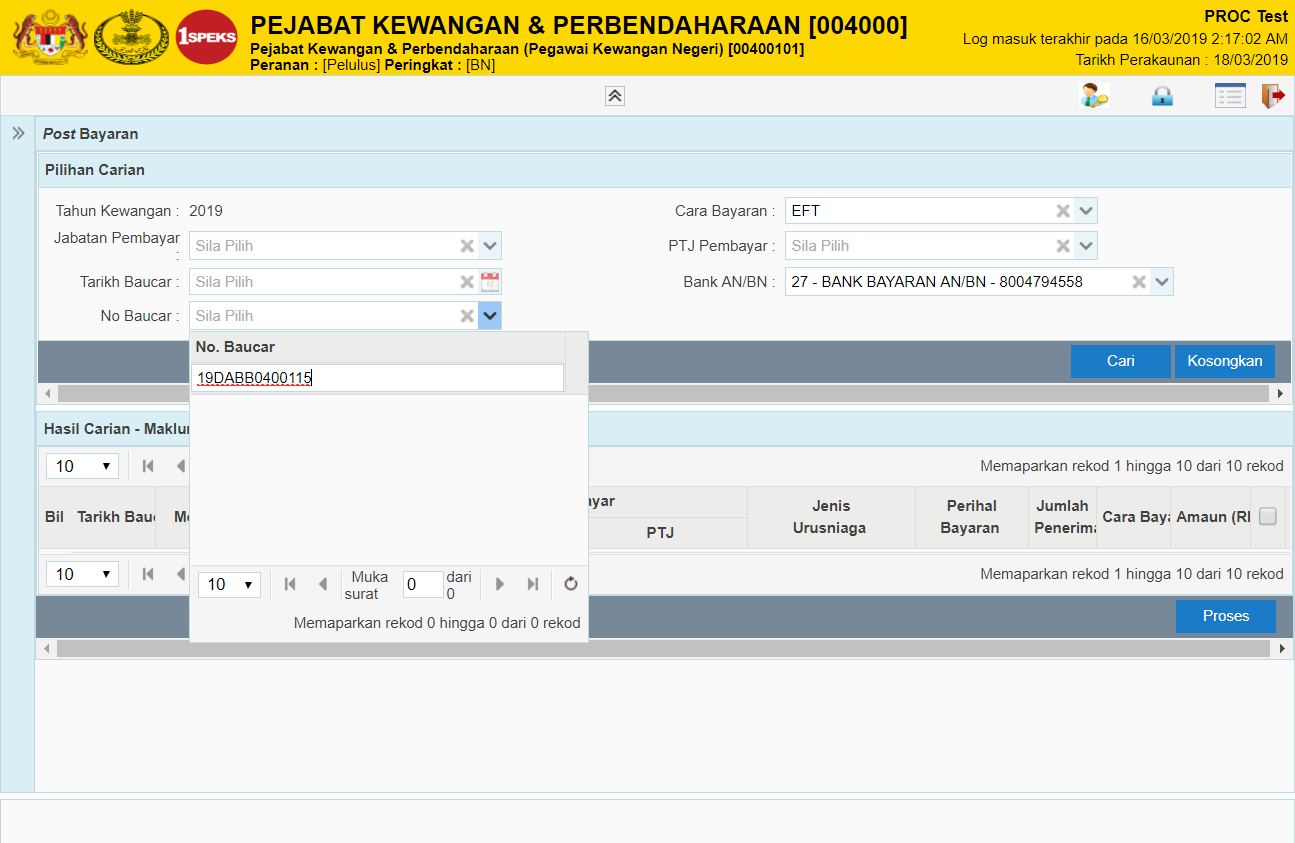 1SPEKS
PEJABAT KEWANGAN & PERBENDAHARAAN [004000]
Pejabat Kewangan & Perbendaharaan (Pegawai Kewangan Negeri) [00400101]
Peranan : [Pelulus] Peringkat : [BN]
PROC Test
Log masuk terakhir pada 16/03/2019 2:17:02 AM
Tarikh Perakaunan : 18/03/2019
Post Bayaran
Pilihan Carian
Tahun Kewangan : 2019
Cara Bayaran : EFT
Jabatan Pembayar : Sila Pilih
PTJ Pembayar : Sila Pilih
Tarikh Baucar : Sila Pilih
Bank AN/BN : 27 - BANK BAYARAN AN/BN - 8004794558
No Baucar : Sila Pilih
No. Baucar
19DABB0400115
Cari Kosongkan
Hasil Carian - Maklu
10
Memaparkan rekod 1 hingga 10 dari 10 rekod
Bil Tarikh Bau M
yar
PTJ
Jenis
Urusniaga
Perihal
Bayaran
Jumlah
Penerima
Cara Baya
Amaun (R
10
Memaparkan rekod 1 hingga 10 dari 10 rekod
10 Muka surat 0 dari 0
Memaparkan rekod 0 hingga 0 dari 0 rekod
Proses